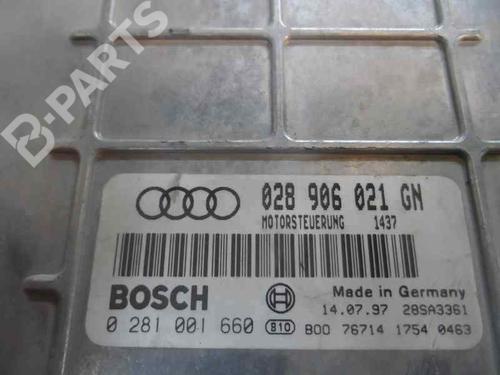 B-PARTS
028 906 021 GN
MOTORSTEUERUNG 1437
BOSCH
Made in Germany
14.07.97 28SA3361
0 281 001 660 810 B00 76714 1754 0463